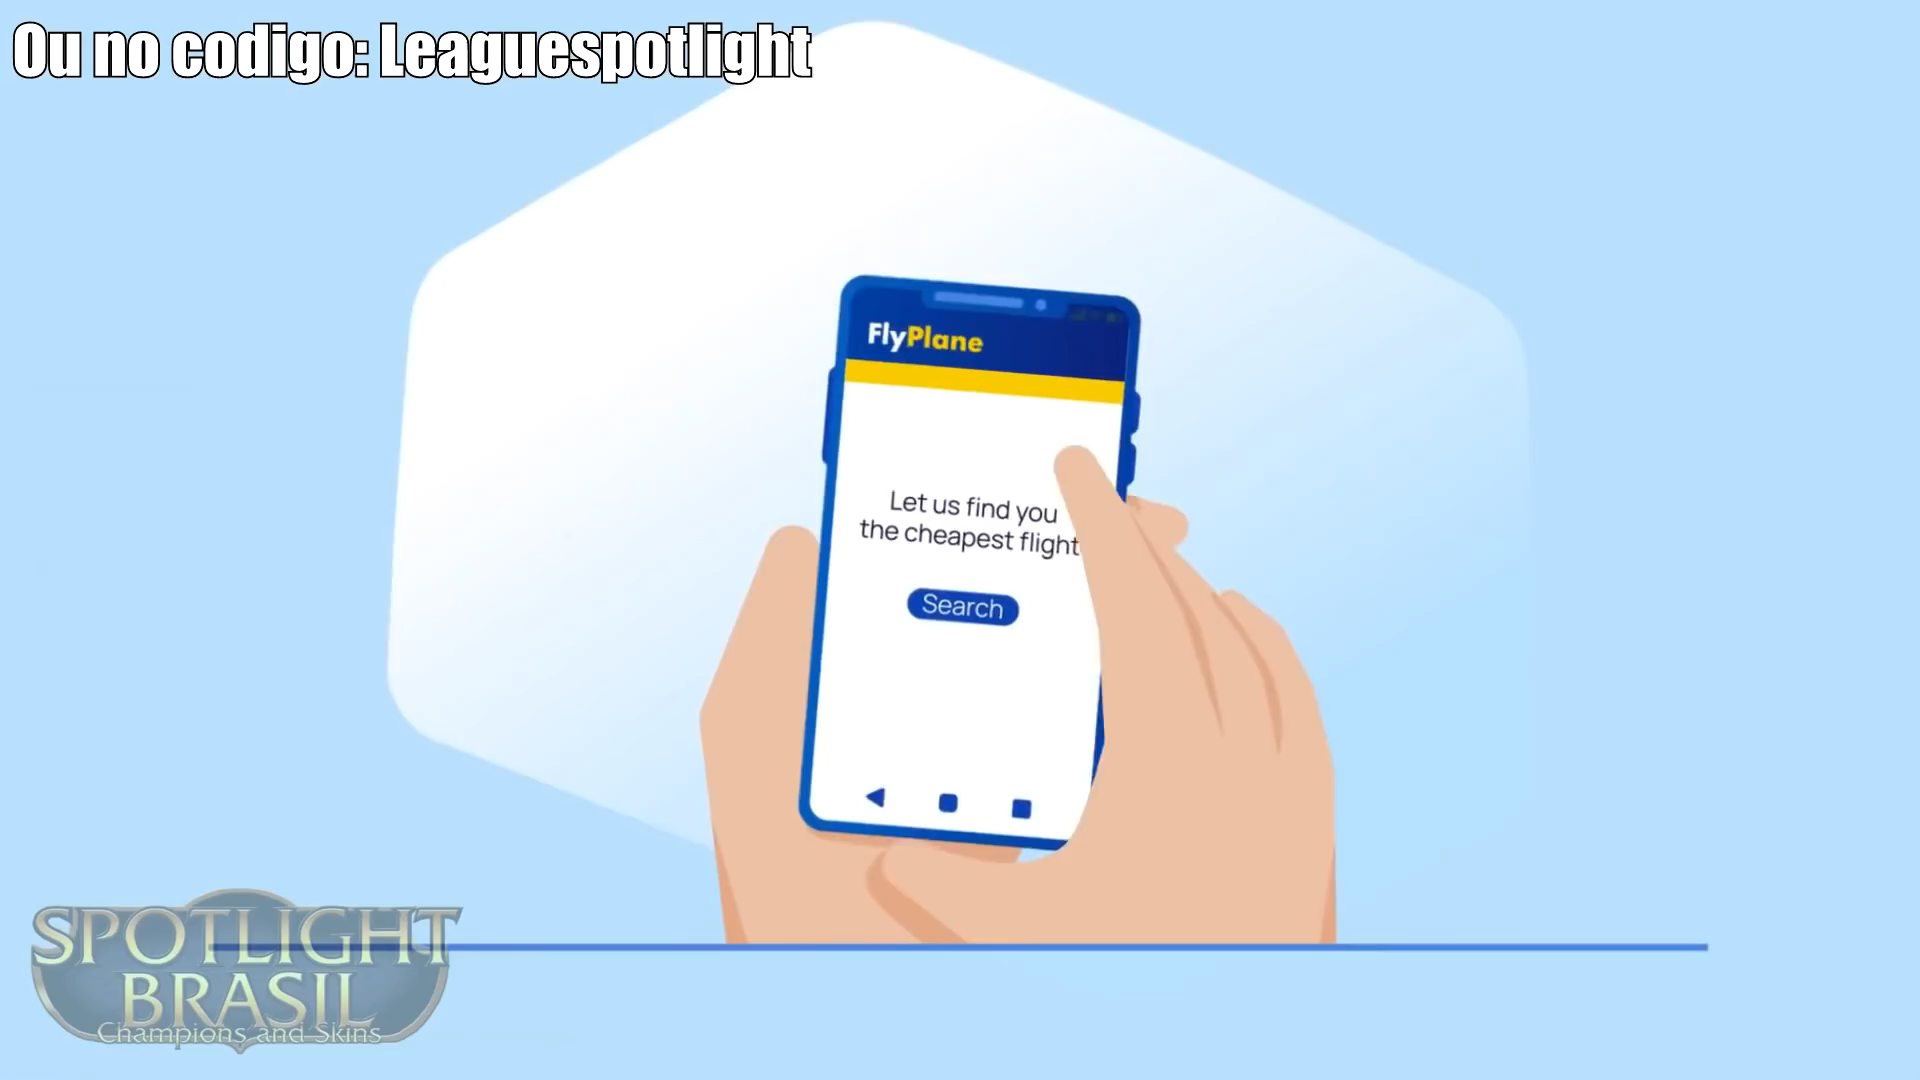 Ou no codigo: Leaguespotlight
FlyPlane
Let us find you
the cheapest flight
Search
SPOTLIGHT
BRASIL
Champions and Skins